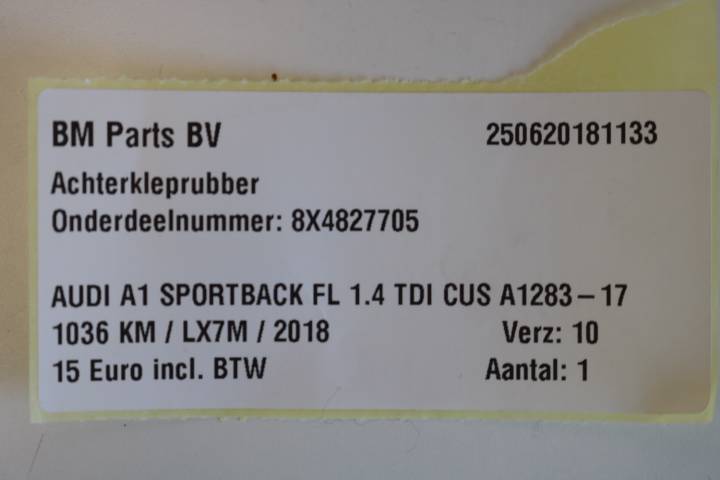 BM Parts BV 250620181133
Achterkleprubber
Onderdeelnummer: 8X4827705
AUDI A1 SPORTBACK FL 1.4 TDI CUS A1283-17
1036 KM / LX7M / 2018 Verz: 10
15 Euro incl. BTW Aantal: 1